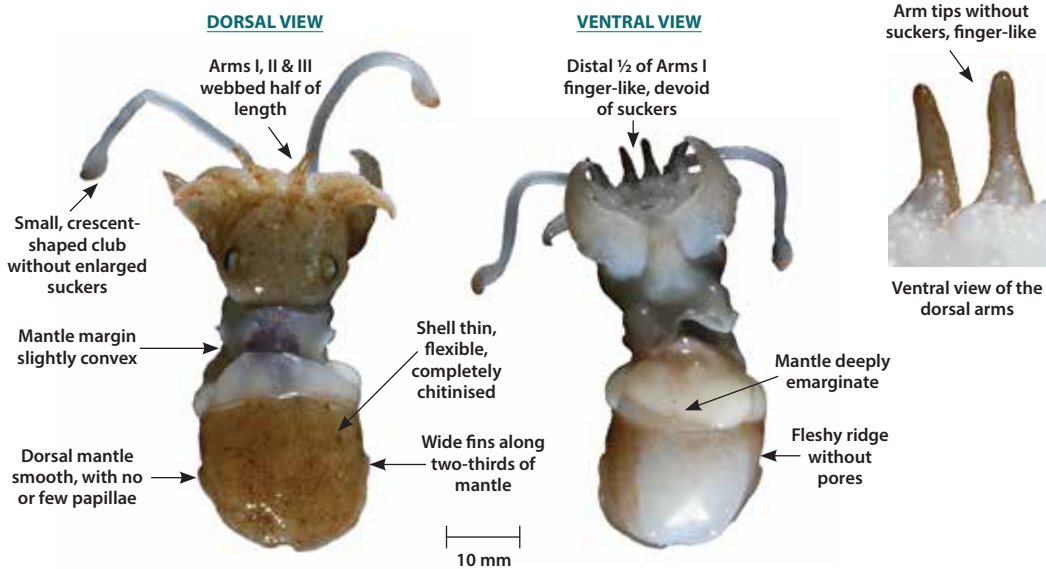 DORSAL VIEW
Arms I, II & III
webbed half of
length
Small, crescent-
shaped club
without enlarged
suckers
Mantle margin
slightly convex
Shell thin,
flexible,
completely
chitinised
Dorsal mantle
smooth, with no
or few papillae
Wide fins along
two-thirds of
mantle
10 mm
VENTRAL VIEW
Distal ½ of Arms I
finger-like, devoid
of suckers
Mantle deeply
emarginate
Fleshy ridge
without
pores
Arm tips without
suckers, finger-like
Ventral view of the
dorsal arms